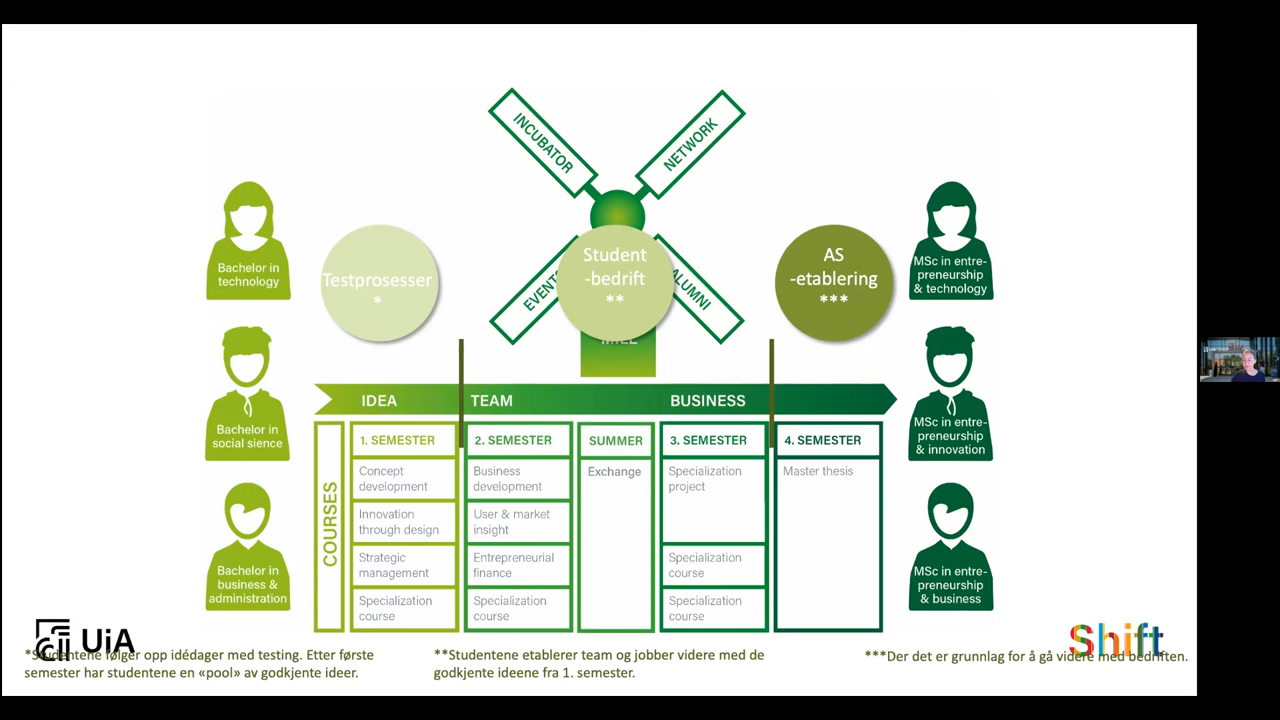 INCUBATOR
NETWORK
EVENTS
ALUMNI
MILL
Testprosesser
*
Student
-bedrift
**
AS
-etablering
***
Bachelor in
technology
Bachelor in
social sience
Bachelor in
business &
administration
MSc in entre-
preneurship
& technology
MSc in entre-
preneurship
& innovation
MSc in entre-
preneurship
& business
IDEA
TEAM
BUSINESS
COURSES
1. SEMESTER
Concept
development
Innovation
through design
Strategic
management
Specialization
course
2. SEMESTER
Business
development
User & market
insight
Entrepreneurial
finance
Specialization
course
SUMMER
Exchange
3. SEMESTER
Specialization
project
Specialization
course
Specialization
course
4. SEMESTER
Master thesis
UiA
Shift
*Studentene følger opp idédager med testing. Etter første
semester har studentene en «pool» av godkjente ideer.
**Studentene etablerer team og jobber videre med de
godkjente ideene fra 1. semester.
***Der det er grunnlag for å gå videre med bedriften.